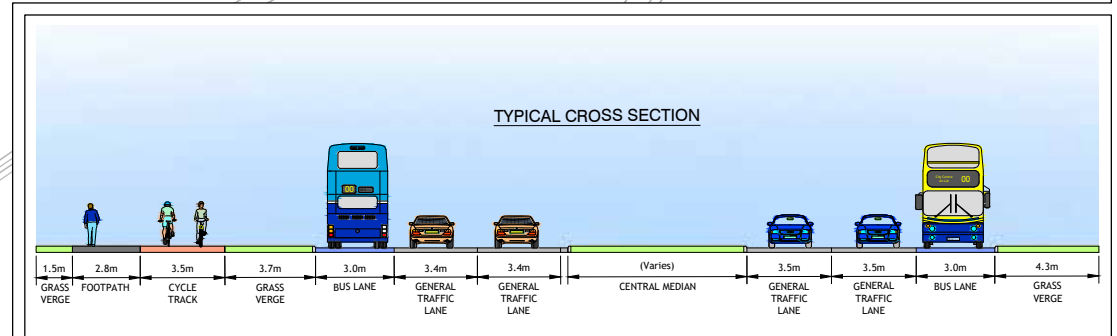 TYPICAL CROSS SECTION
00
00
1.5m 2.8m 3.5m 3.7m 3.0m 3.4m 3.4m (Varies) 3.5m 3.5m 3.0m 4.3m
GRASS FOOTPATH CYCLE GRASS BUS LANE GENERAL GENERAL CENTRAL MEDIAN GENERAL GENERAL BUS LANE GRASS
VERGE TRACK VERGE TRAFFIC TRAFFIC TRAFFIC TRAFFIC VERGE
LANE LANE LANE LANE